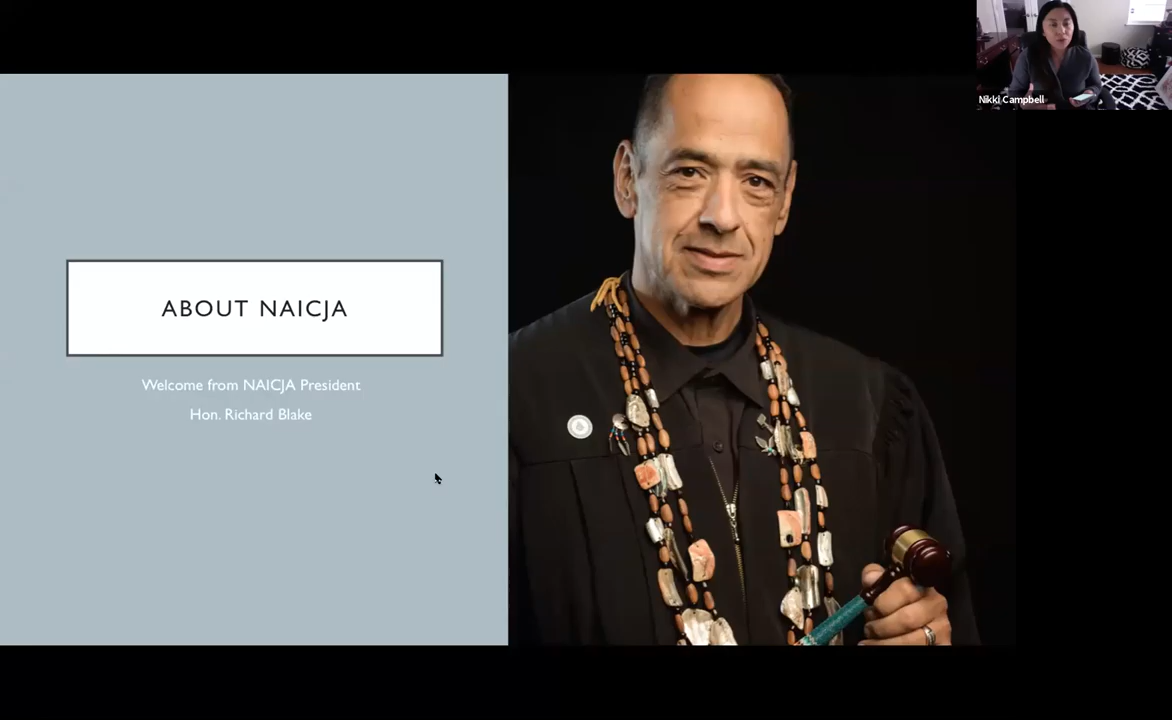 Nikki Campbell
ABOUT NAICJA
Welcome from NAICJA President
Hon. Richard Blake